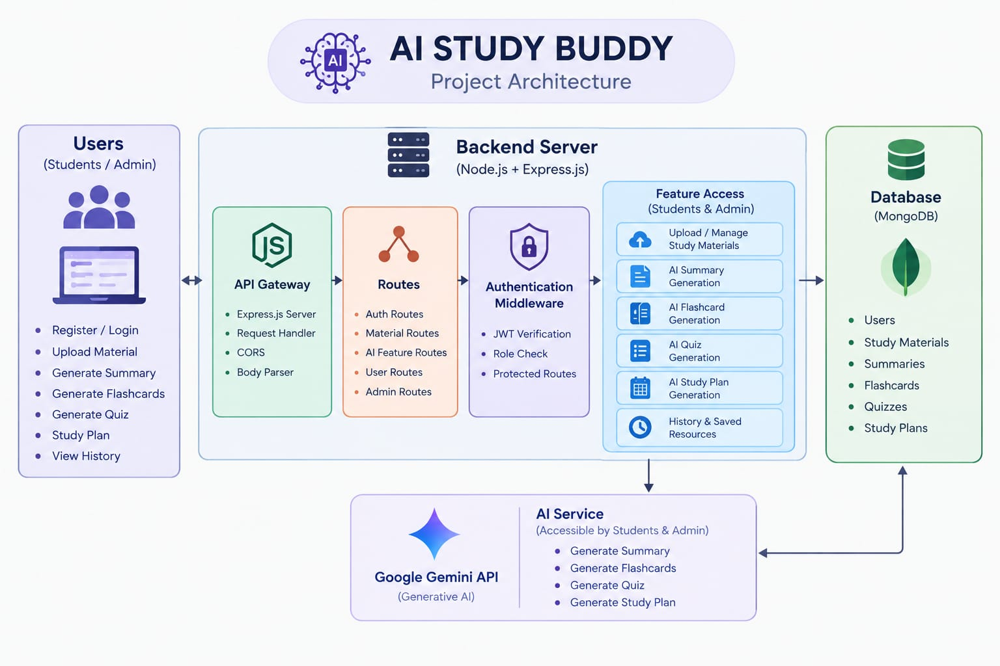 AI
AI STUDY BUDDY
Project Architecture
Users
(Students / Admin)
Register / Login
Upload Material
Generate Summary
Generate Flashcards
Generate Quiz
Study Plan
View History
Backend Server
(Node.js + Express.js)
JS
API Gateway
Express.js Server
Request Handler
CORS
Body Parser
Routes
Auth Routes
Material Routes
AI Feature Routes
User Routes
Admin Routes
Authentication
Middleware
JWT Verification
Role Check
Protected Routes
Feature Access
(Students & Admin)
Upload / Manage
Study Materials
AI Summary
Generation
AI Flashcard
Generation
AI Quiz
Generation
AI Study Plan
Generation
History & Saved
Resources
Database
(MongoDB)
Users
Study Materials
Summaries
Flashcards
Quizzes
Study Plans
Google Gemini API
(Generative AI)
AI Service
(Accessible by Students & Admin)
Generate Summary
Generate Flashcards
Generate Quiz
Generate Study Plan